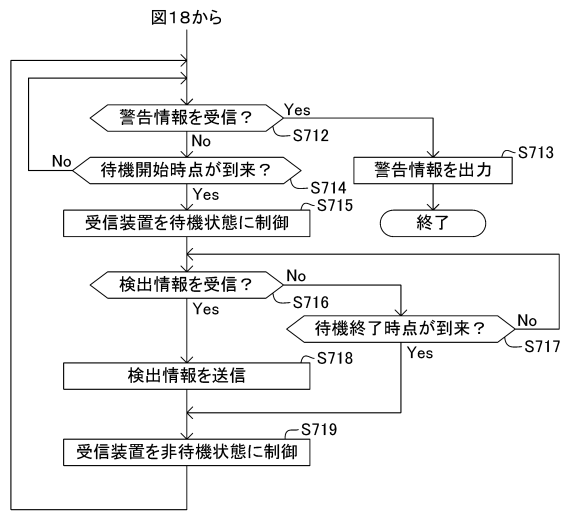 図18から
警告情報を受信？
Yes
S712
No
警告情報を出力
S713
終了
待機開始時点が到来？
No
S714
Yes
受信装置を待機状態に制御
S715
検出情報を受信？
No
S716
Yes
待機終了時点が到来？
No
S717
Yes
検出情報を送信
S718
受信装置を非待機状態に制御
S719